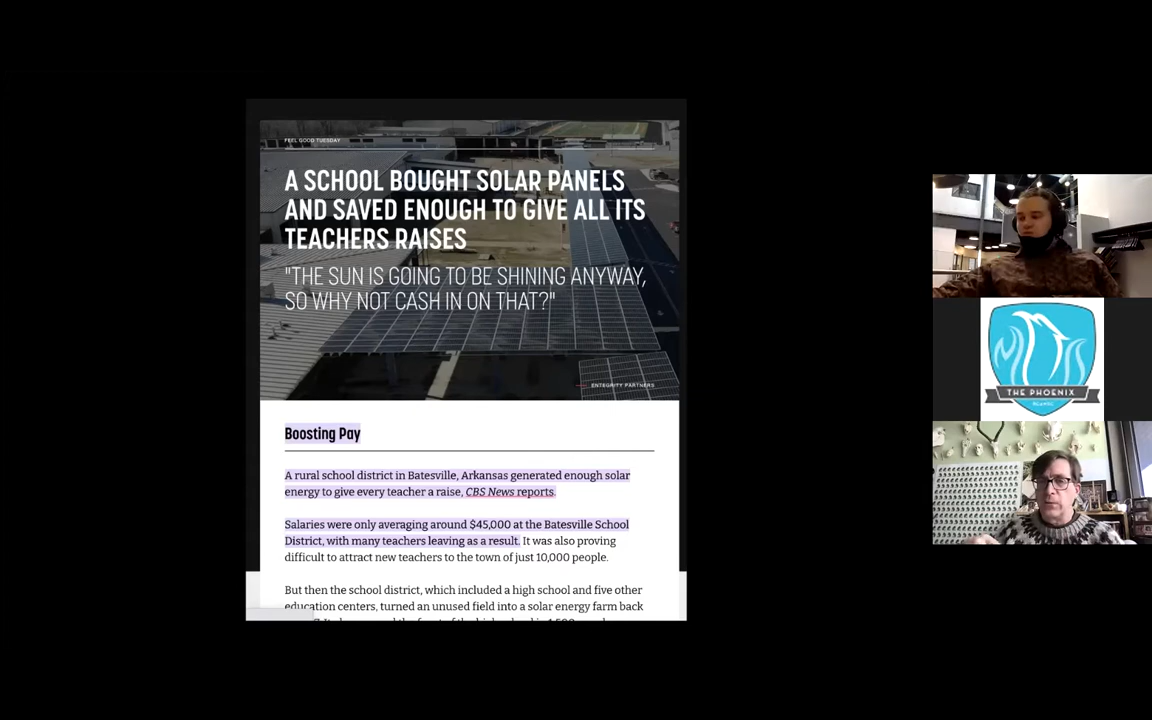 FEEL GOOD TUESDAY
A SCHOOL BOUGHT SOLAR PANELS
AND SAVED ENOUGH TO GIVE ALL ITS
TEACHERS RAISES
"THE SUN IS GOING TO BE SHINING ANYWAY,
SO WHY NOT CASH IN ON THAT?"
ENTEGRITY PARTNERS
Boosting Pay
A rural school district in Batesville, Arkansas generated enough solar
energy to give every teacher a raise, CBS News reports.
Salaries were only averaging around $45,000 at the Batesville School
District, with many teachers leaving as a result. It was also proving
difficult to attract new teachers to the town of just 10,000 people.
But then the school district, which included a high school and five other
education centers, turned an unused field into a solar energy farm back
THE PHOENIX